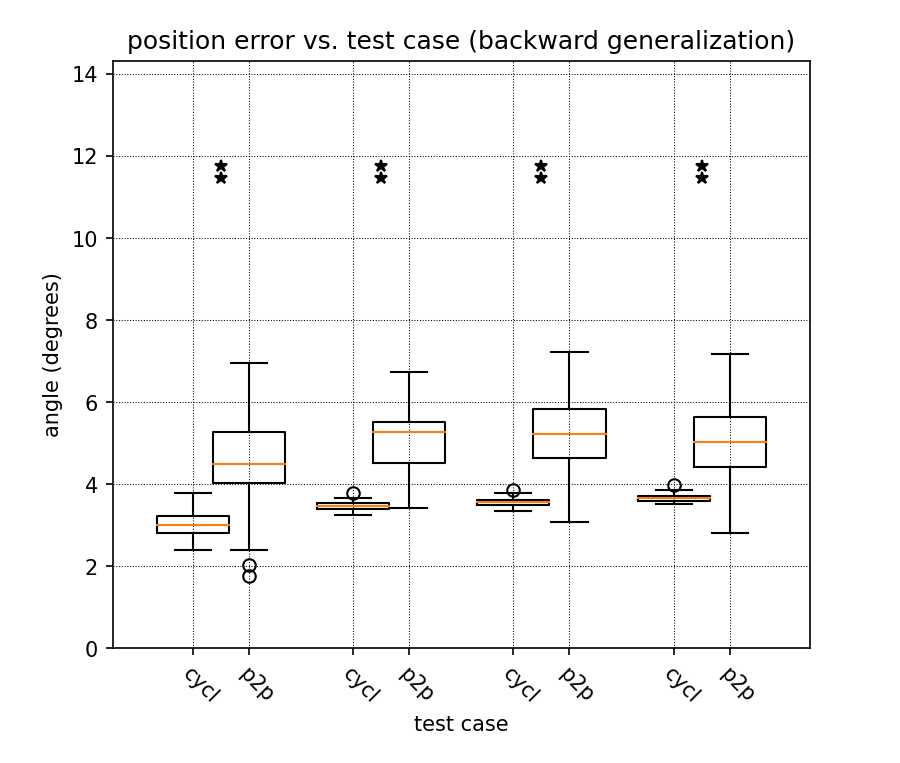 position error vs. test case (backward generalization)
14
12
10
8
6
4
2
0
angle (degrees)
cycl p2p cycl p2p cycl p2p cycl p2p
test case